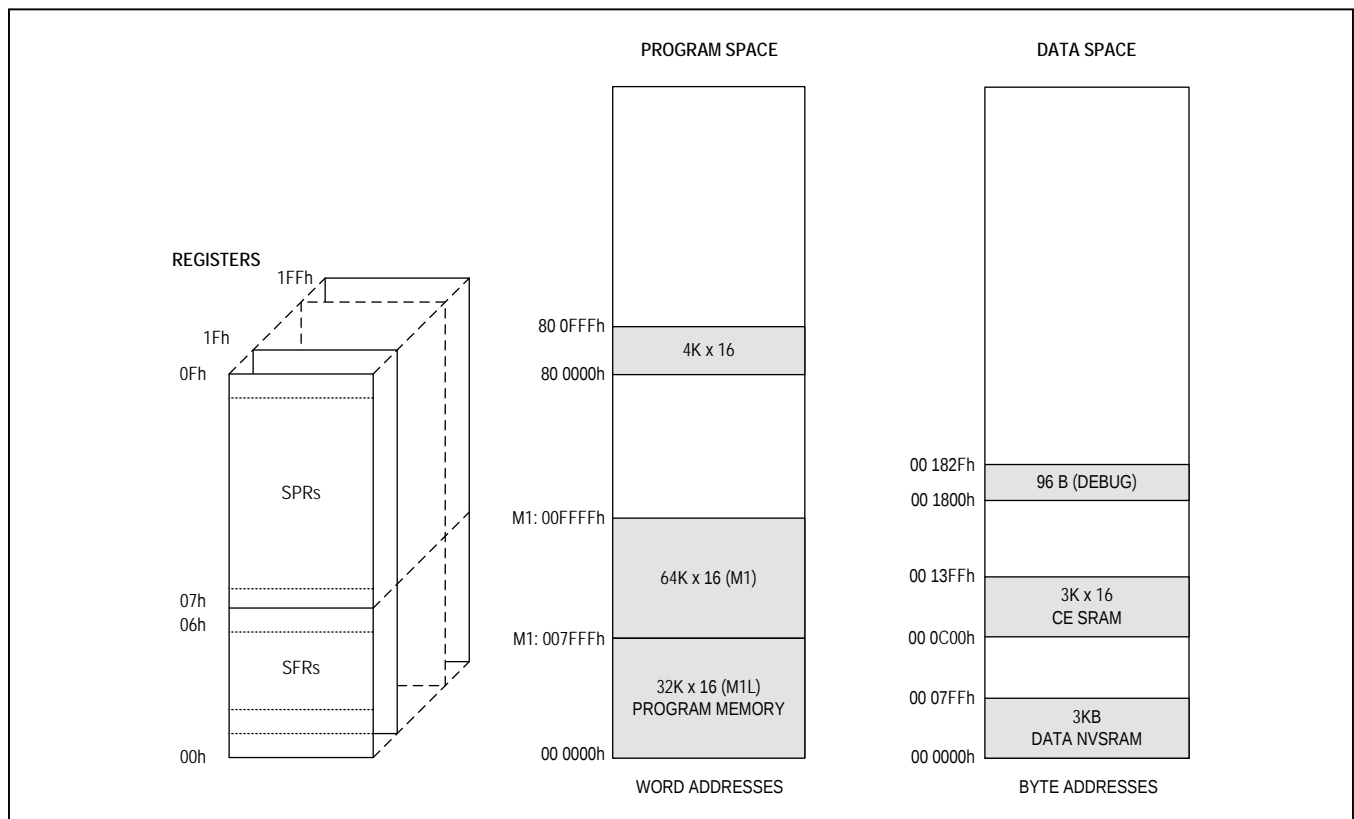 REGISTERS
1FFh
1Fh
0Fh
SPRs
07h
06h
SFRs
00h
PROGRAM SPACE
80 0FFFh
4K x 16
80 0000h
M1: 00FFFFh
64K x 16 (M1)
M1: 007FFFh
32K x 16 (M1L)
PROGRAM MEMORY
00 0000h
WORD ADDRESSES
DATA SPACE
00 182Fh
96 B (DEBUG)
00 1800h
00 13FFh
3K x 16
CE SRAM
00 0C00h
00 07FFh
3KB
DATA NVSRAM
00 0000h
BYTE ADDRESSES